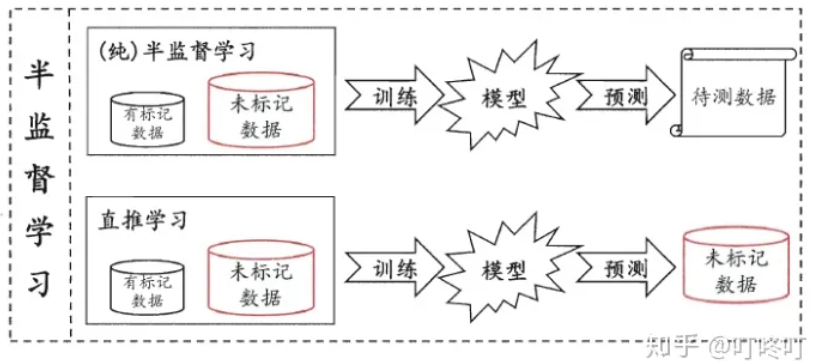 半监督学习
(纯)半监督学习
有标记
数据
未标记
数据
训练
模型
预测
待测数据
直推学习
有标记
数据
未标记
数据
训练
模型
预测
未标记
数据
知乎 @叮咚叮